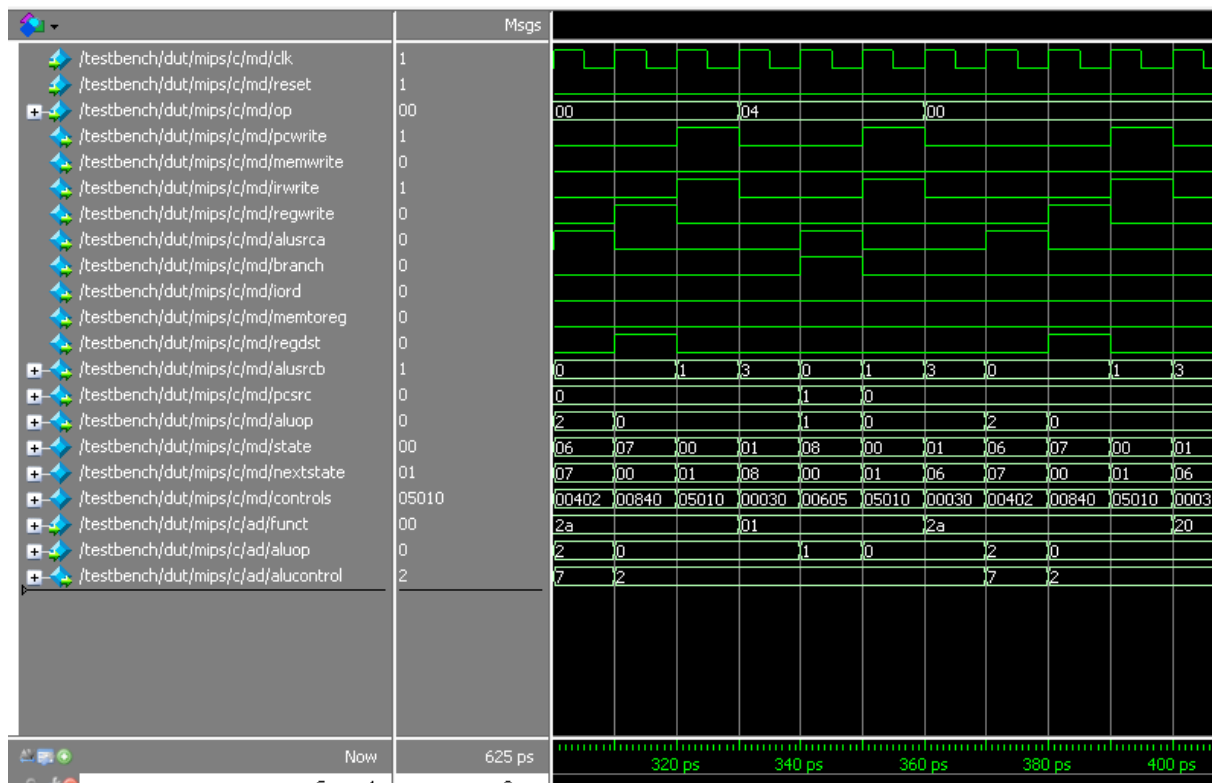 Msgs
/testbench/dut/mips/c/md/clk 1
/testbench/dut/mips/c/md/reset 1
/testbench/dut/mips/c/md/op 00 00 04 00
/testbench/dut/mips/c/md/pcwrite 1
/testbench/dut/mips/c/md/memwrite 0
/testbench/dut/mips/c/md/irwrite 1
/testbench/dut/mips/c/md/regwrite 0
/testbench/dut/mips/c/md/alusrca 0
/testbench/dut/mips/c/md/branch 0
/testbench/dut/mips/c/md/iord 0
/testbench/dut/mips/c/md/memtoreg 0
/testbench/dut/mips/c/md/regdst 0
/testbench/dut/mips/c/md/alusrcb 1 0 1 3 0 1 3 0 1 3
/testbench/dut/mips/c/md/pcsrc 0 0 1 0
/testbench/dut/mips/c/md/aluop 0 2 0 1 0 2 0
/testbench/dut/mips/c/md/state 00 06 07 00 01 08 00 01 06 07 00 01
/testbench/dut/mips/c/md/nextstate 01 07 00 01 08 00 01 06 07 00 01 06
/testbench/dut/mips/c/md/controls 05010 00402 00840 05010 00030 00605 05010 00030 00402 00840 05010 0003
/testbench/dut/mips/c/ad/funct 00 2a 01 2a 20
/testbench/dut/mips/c/ad/aluop 0 2 0 1 0 2 0
/testbench/dut/mips/c/ad/alucontrol 2 7 2 7 2
Now 625 ps 320 ps 340 ps 360 ps 380 ps 400 ps